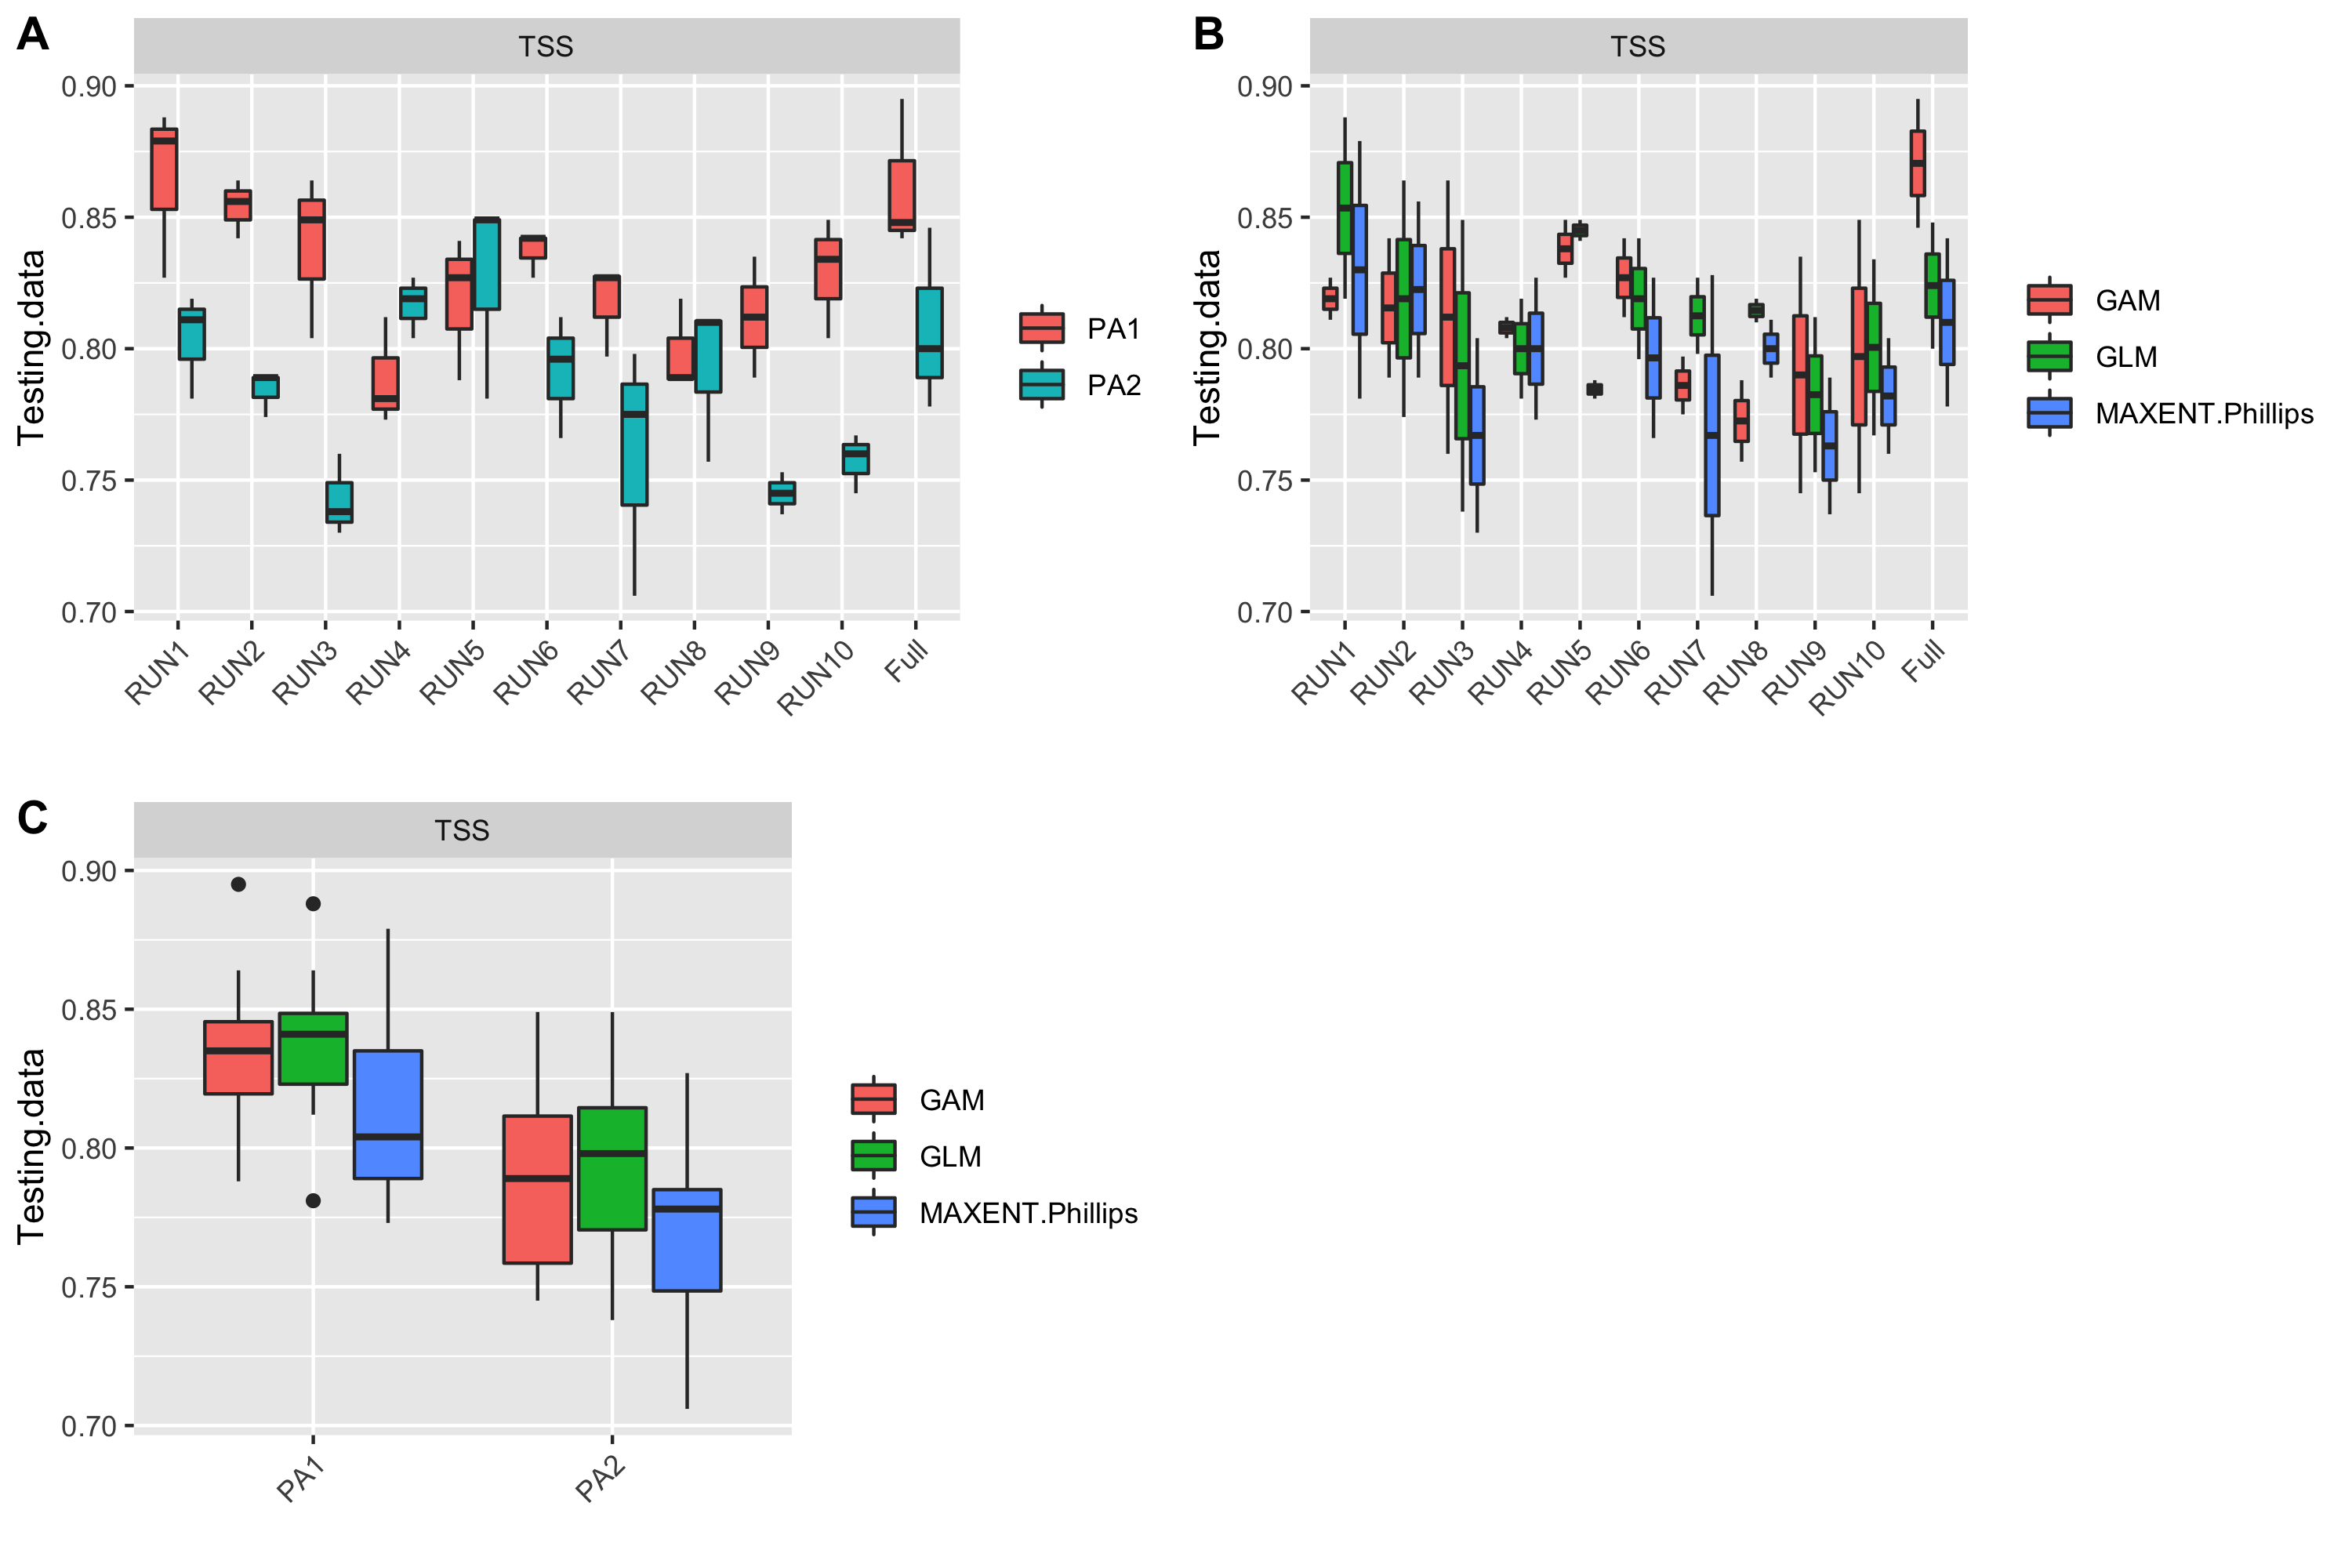 A
TSS
Testing.data
0.90
0.85
0.80
0.75
0.70
RUN1
RUN2
RUN3
RUN4
RUN5
RUN6
RUN7
RUN8
RUN9
RUN10
Full
PA1
PA2
B
TSS
Testing.data
0.90
0.85
0.80
0.75
0.70
RUN1
RUN2
RUN3
RUN4
RUN5
RUN6
RUN7
RUN8
RUN9
RUN10
Full
GAM
GLM
MAXENT.Phillips
C
TSS
Testing.data
0.90
0.85
0.80
0.75
0.70
PA1
PA2
GAM
GLM
MAXENT.Phillips